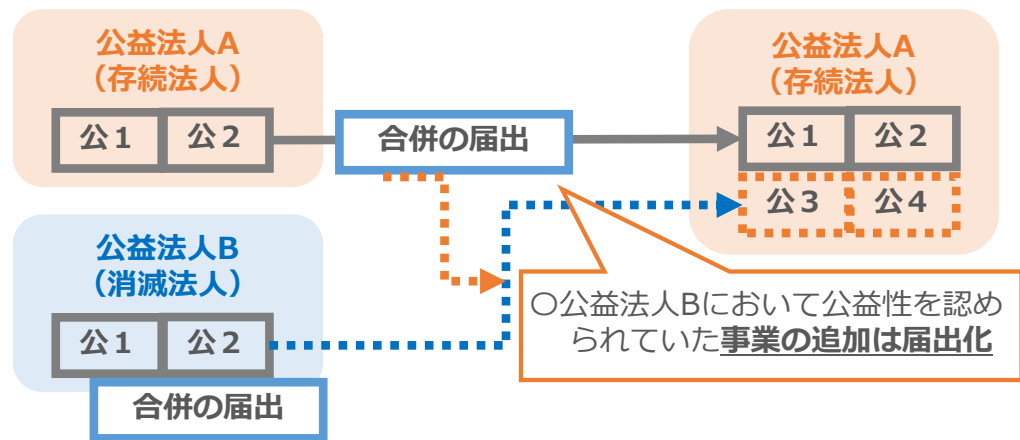 公益法人A
（存続法人）
公１ 公２
合併の届出
公益法人A
（存続法人）
公１ 公２
公３ 公４
公益法人B
（消滅法人）
公１ 公２
合併の届出
〇公益法人Bにおいて公益性を認め
られていた事業の追加は届出化